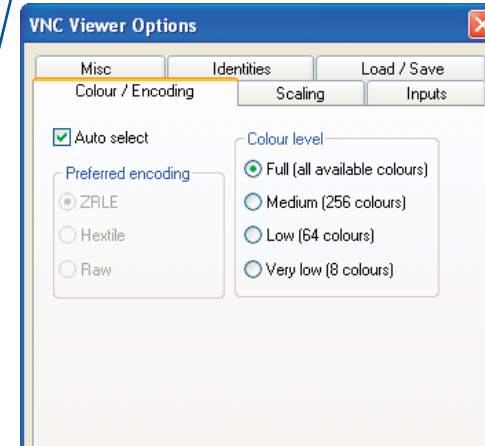 VNC Viewer Options
Misc Identities Load / Save
Colour / Encoding Scaling Inputs
Auto select
Preferred encoding
ZRLE
Hextile
Raw
Colour level
Full (all available colours)
Medium (256 colours)
Low (64 colours)
Very low (8 colours)